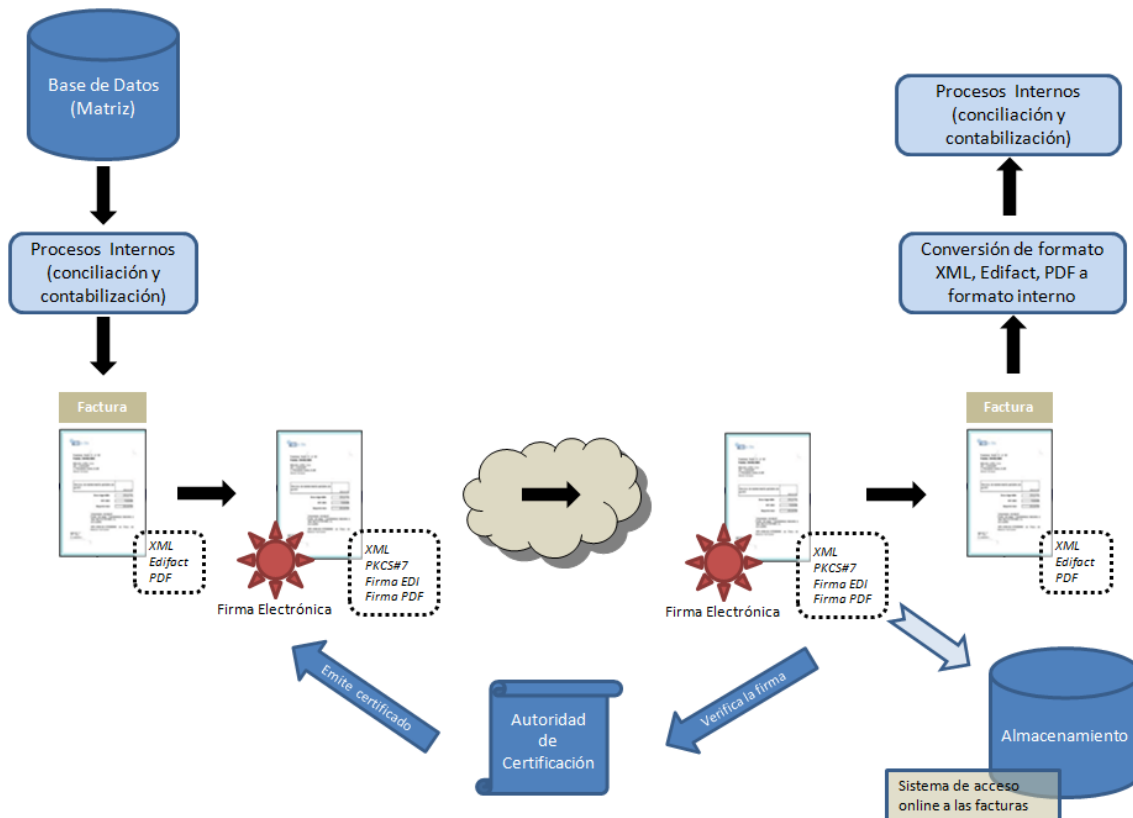 Base de Datos
(Matriz)
Procesos Internos
(conciliación y
contabilización)
Factura
XML
Edifact
PDF
Firma Electrónica
XML
PKCS#7
Firma EDI
Firma PDF
Emite certificado
Autoridad
de
Certificación
Verifica la firma
Firma Electrónica
XML
PKCS#7
Firma EDI
Firma PDF
Procesos Internos
(conciliación y
contabilización)
Conversión de formato
XML, Edifact, PDF a
formato interno
Factura
XML
Edifact
PDF
Almacenamiento
Sistema de acceso
online a las facturas